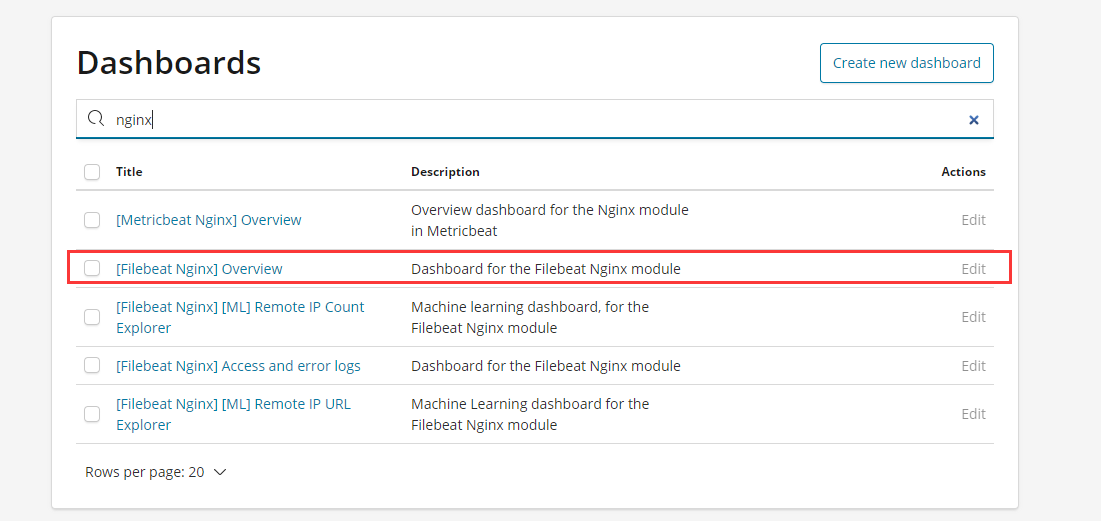 Dashboards
Create new dashboard
nginx
Title Description Actions
[Metricbeat Nginx] Overview
Overview dashboard for the Nginx module
in Metricbeat
Edit
[Filebeat Nginx] Overview
Dashboard for the Filebeat Nginx module
Edit
[Filebeat Nginx] [ML] Remote IP Count
Explorer
Machine learning dashboard, for the
Filebeat Nginx module
Edit
[Filebeat Nginx] Access and error logs
Dashboard for the Filebeat Nginx module
Edit
[Filebeat Nginx] [ML] Remote IP URL
Explorer
Machine Learning dashboard for the
Filebeat Nginx module
Edit
Rows per page: 20